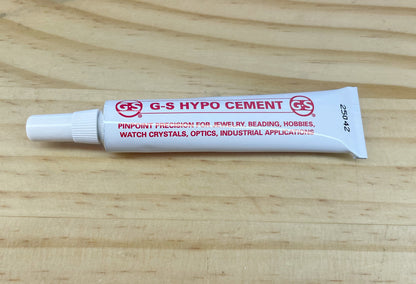 GS G-S HYPO CEMENT GS
PINPOINT PRECISION FOR JEWELRY, BEADING, HOBBIES,
WATCH CRYSTALS, OPTICS, INDUSTRIAL APPLICATIONS
25042